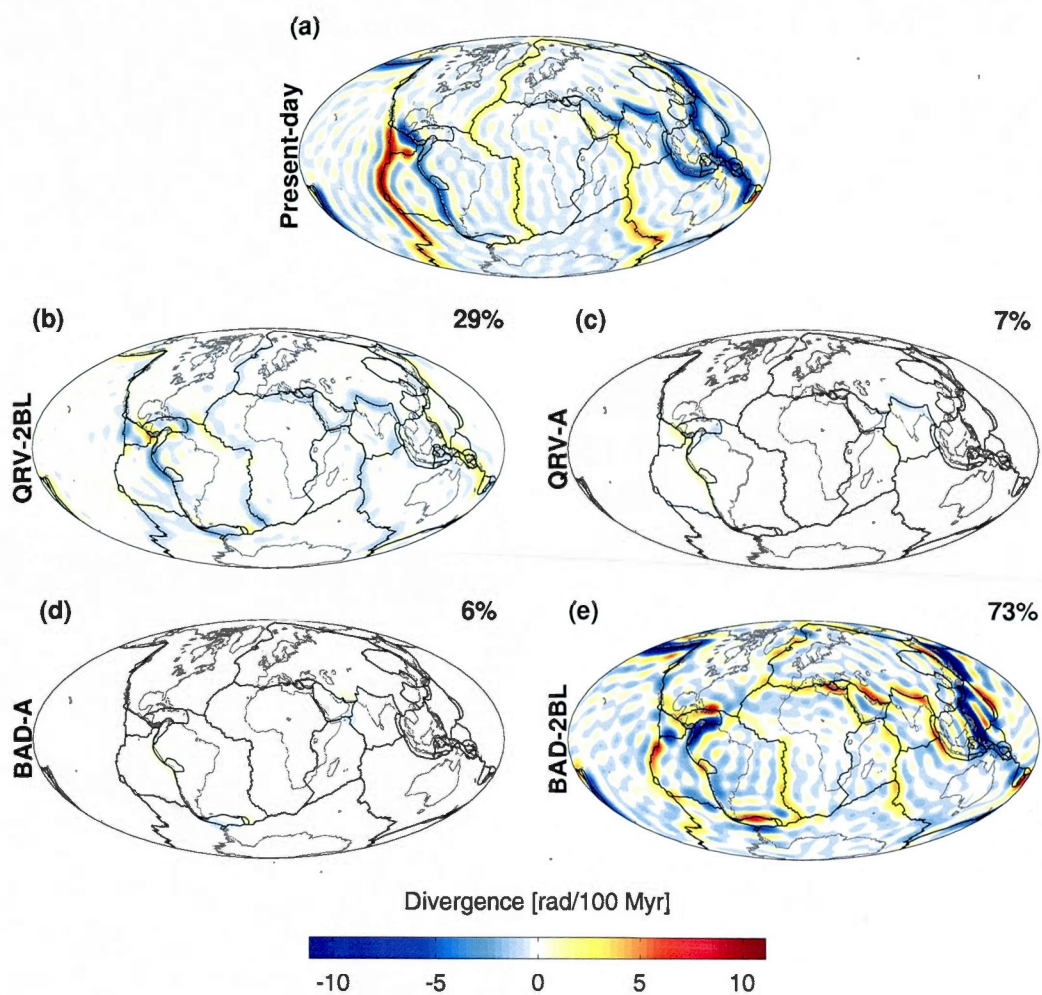 (a)
Present-day
(b)
29%
(c)
7%
QRV-2BL
QRV-A
(d)
6%
(e)
73%
BAD-A
BAD-2BL
Divergence [rad/100 Myr]
-10
-5
0
5
10